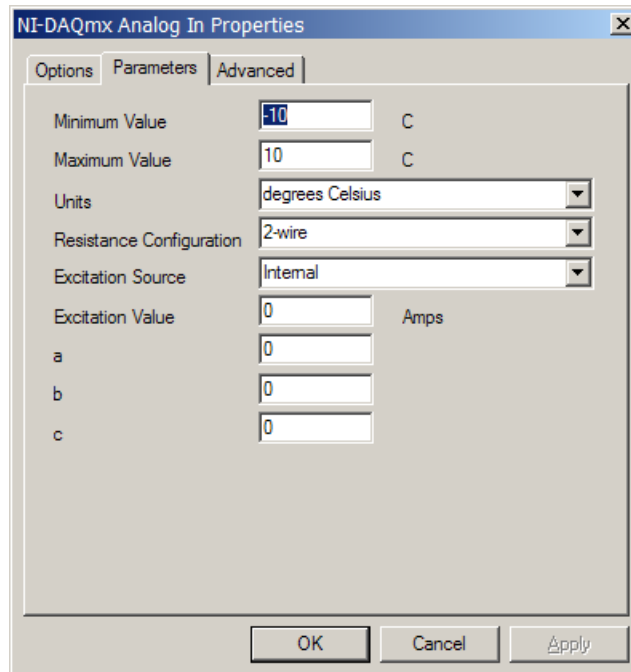 NI-DAQmx Analog In Properties
Options Parameters Advanced
Minimum Value -10 C
Maximum Value 10 C
Units degrees Celsius
Resistance Configuration 2-wire
Excitation Source Internal
Excitation Value 0 Amps
a 0
b 0
c 0
OK Cancel Apply